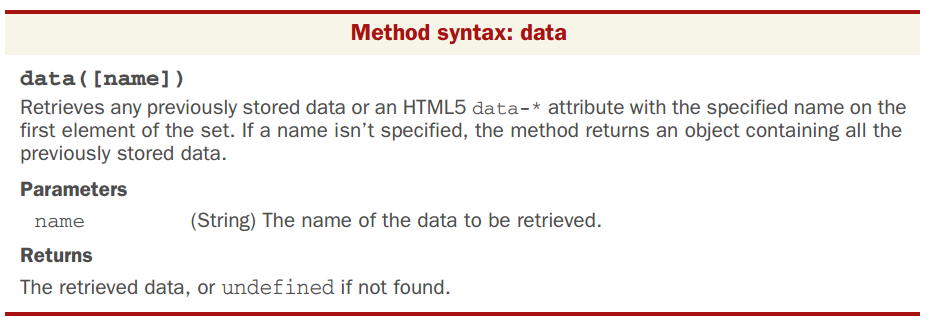 Method syntax: data
data([name])
Retrieves any previously stored data or an HTML5 data-* attribute with the specified name on the
first element of the set. If a name isn’t specified, the method returns an object containing all the
previously stored data.
Parameters
name (String) The name of the data to be retrieved.
Returns
The retrieved data, or undefined if not found.